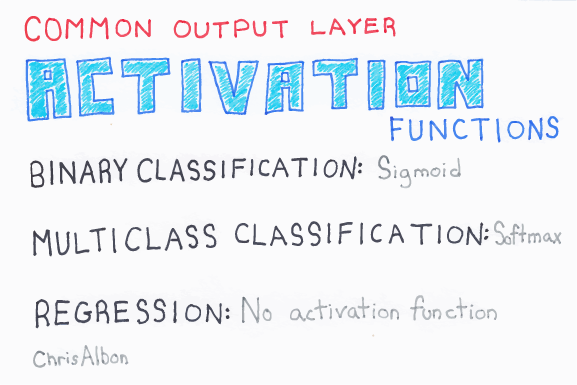 COMMON OUTPUT LAYER
ACTIVATION
FUNCTIONS
BINARY CLASSIFICATION: Sigmoid
MULTICLASS CLASSIFICATION: Softmax
REGRESSION: No activation function
ChrisAlbon